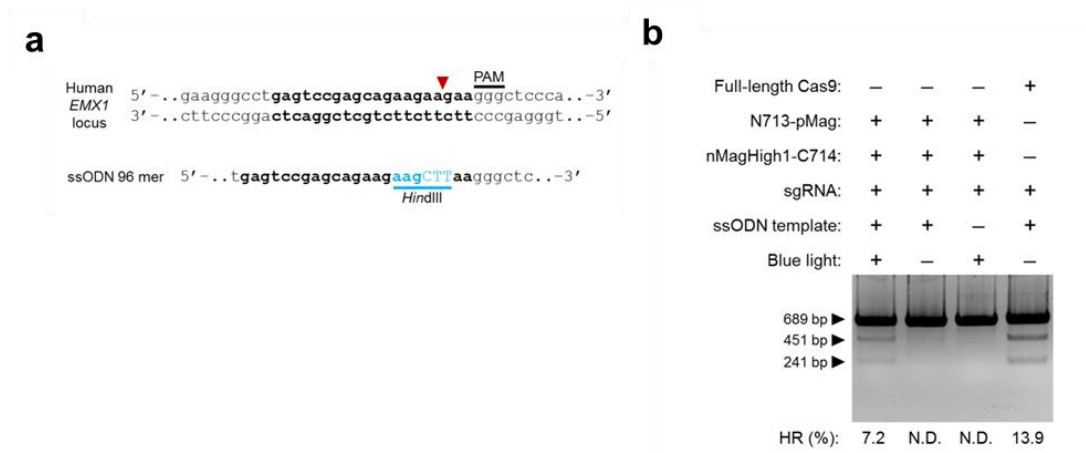 a
Human
EMX1
locus
PAM
5′-..gaagggcctgagtccgagcagaagaagaagggctccca..-3′
3′-..cttcccggactcaggctcgtcttcttcttcccgagggt..-5′
ssODN 96 mer 5′-..tgagtccgagcagaagaagCTTaagggctc..-3′
HindIII
b
Full-length Cas9: – – – +
N713-pMag: + + + –
nMagHigh1-C714: + + + –
sgRNA: + + + +
ssODN template: + + – +
Blue light: + – + –
689 bp ▶
451 bp ▶
241 bp ▶
HR (%): 7.2 N.D. N.D. 13.9